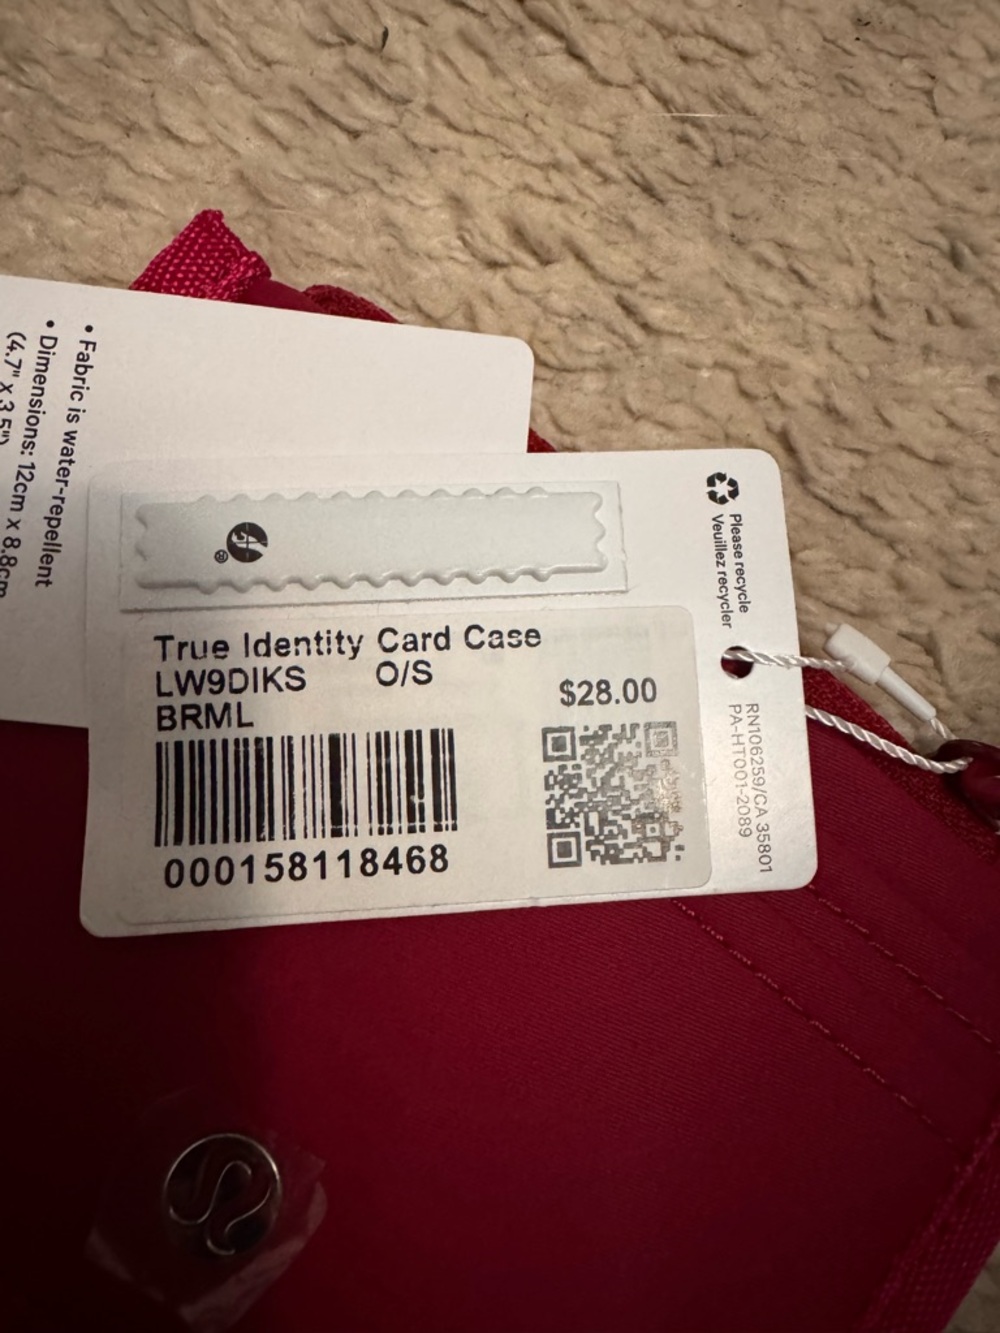 • Fabric is water-repellent
• Dimensions: 12cm x 8.8cm
(4.7" x 3.5")
®
Please recycle
Veuillez recycler
True Identity Card Case
LW9DIKS O/S
BRML
$28.00
000158118468
RN106259/CA 35801
PA-HT001-2089